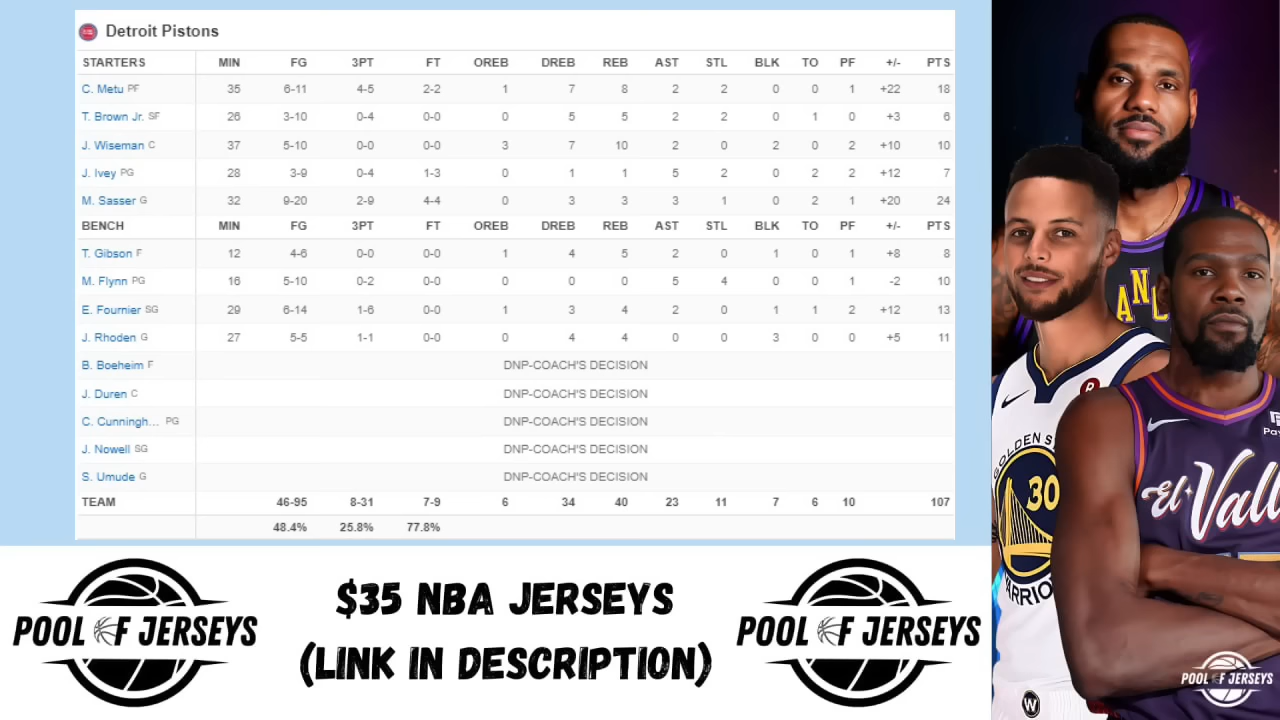 Detroit Pistons
STARTERS MIN FG 3PT FT OREB DREB REB AST STL BLK TO PF +/- PTS
C. Metu PF 35 6-11 4-5 2-2 1 7 8 2 2 0 0 1 +22 18
T. Brown Jr. SF 26 3-10 0-4 0-0 0 5 5 2 2 0 1 0 +3 6
J. Wiseman C 37 5-10 0-0 0-0 3 7 10 2 0 2 0 2 +10 10
J. Ivey PG 28 3-9 0-4 1-3 0 1 1 5 2 0 2 2 +12 7
M. Sasser G 32 9-20 2-9 4-4 0 3 3 3 1 0 2 1 +20 24
BENCH MIN FG 3PT FT OREB DREB REB AST STL BLK TO PF +/- PTS
T. Gibson F 12 4-6 0-0 0-0 1 4 5 2 0 1 0 1 +8 8
M. Flynn PG 16 5-10 0-2 0-0 0 0 0 5 4 0 0 1 -2 10
E. Fournier SG 29 6-14 1-6 0-0 1 3 4 2 0 1 1 2 +12 13
J. Rhoden G 27 5-5 1-1 0-0 0 4 4 0 0 3 0 0 +5 11
B. Boeheim F DNP-COACH'S DECISION
J. Duren C DNP-COACH'S DECISION
C. Cunningh... PG DNP-COACH'S DECISION
J. Nowell SG DNP-COACH'S DECISION
S. Umude G DNP-COACH'S DECISION
TEAM 46-95 8-31 7-9 6 34 40 23 11 7 6 10 107
48.4% 25.8% 77.8%
POOL OF JERSEYS
$35 NBA JERSEYS
(LINK IN DESCRIPTION)
POOL OF JERSEYS
GOLDEN S
30
ARRIO
W
El Vall
POOL OF JERSEYS